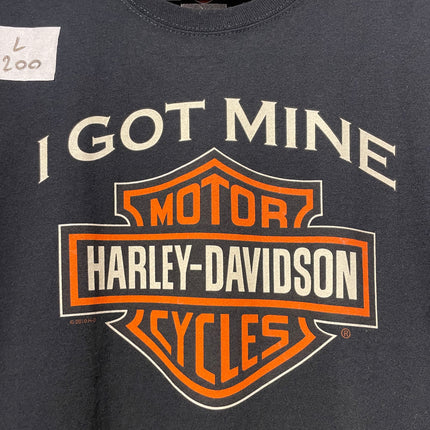 L
200
I GOT MINE
MOTOR
HARLEY-DAVIDSON
CYCLES
®